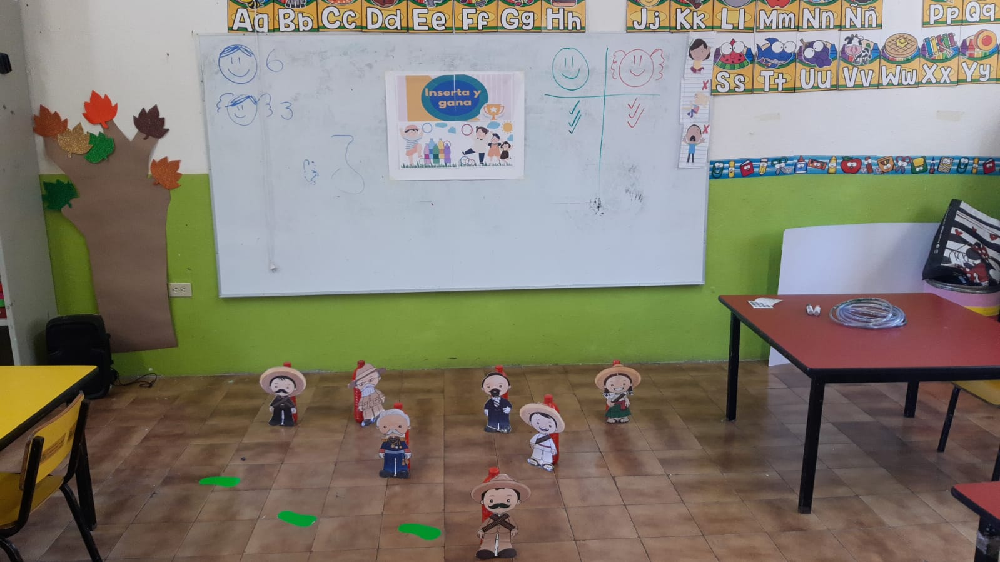 Aa Bb Cc Dd Ee Ff Gg Hh Jj Kk Ll Mm Nn Ññ Pp Qq
Ss Tt Uu Vv Ww Xx Yy
6
3
Inserta y
gana